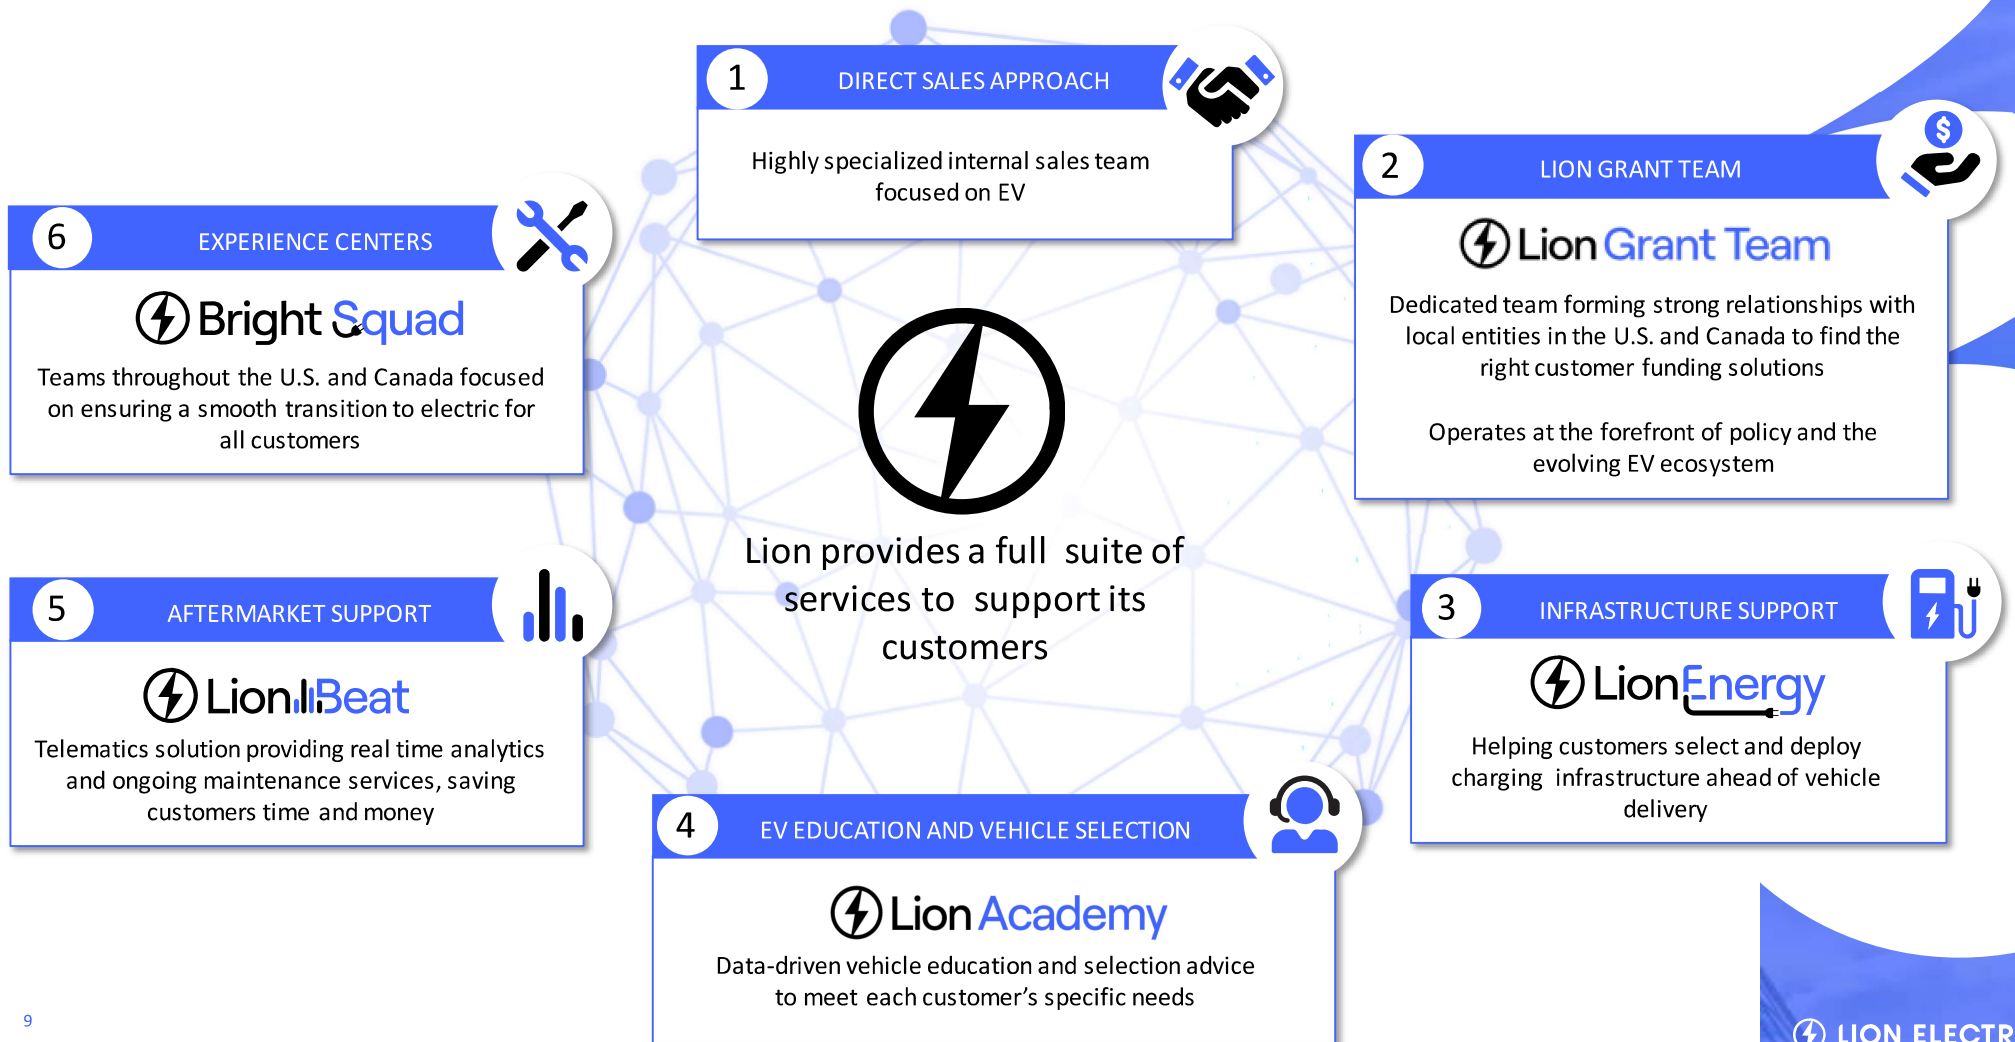 1
DIRECT SALES APPROACH
Highly specialized internal sales team
focused on EV
2
LION GRANT TEAM
Lion Grant Team
Dedicated team forming strong relationships with
local entities in the U.S. and Canada to find the
right customer funding solutions
Operates at the forefront of policy and the
evolving EV ecosystem
3
INFRASTRUCTURE SUPPORT
LionEnergy
Helping customers select and deploy
charging infrastructure ahead of vehicle
delivery
4
EV EDUCATION AND VEHICLE SELECTION
Lion Academy
Data-driven vehicle education and selection advice
to meet each customer's specific needs
5
AFTERMARKET SUPPORT
LionBeat
Telematics solution providing real time analytics
and ongoing maintenance services, saving
customers time and money
6
EXPERIENCE CENTERS
Bright Squad
Teams throughout the U.S. and Canada focused
on ensuring a smooth transition to electric for
all customers
Lion provides a full suite of
services to support its
customers
9
LION ELECTR